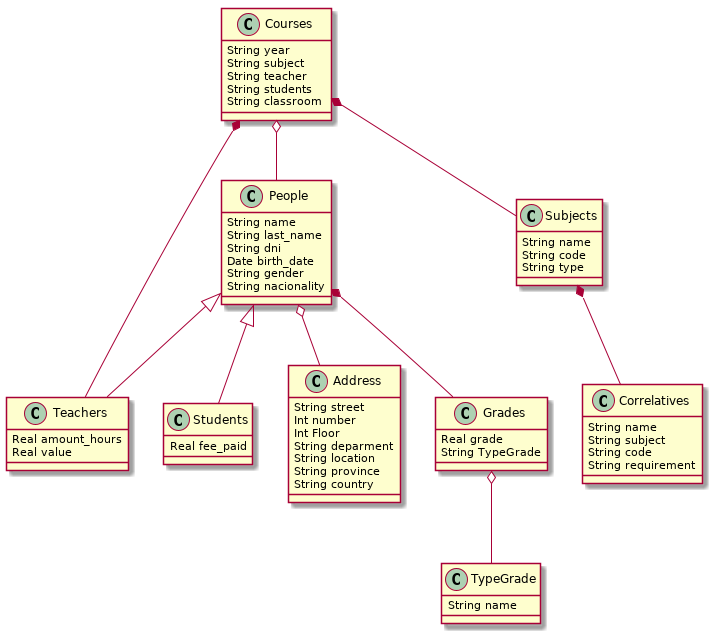 C Courses
String year
String subject
String teacher
String students
String classroom
C People
String name
String last_name
String dni
Date birth_date
String gender
String nacionality
C Subjects
String name
String code
String type
C Teachers
Real amount_hours
Real value
C Students
Real fee_paid
C Address
String street
Int number
Int Floor
String deparment
String location
String province
String country
C Grades
Real grade
String TypeGrade
C Correlatives
String name
String subject
String code
String requirement
C TypeGrade
String name